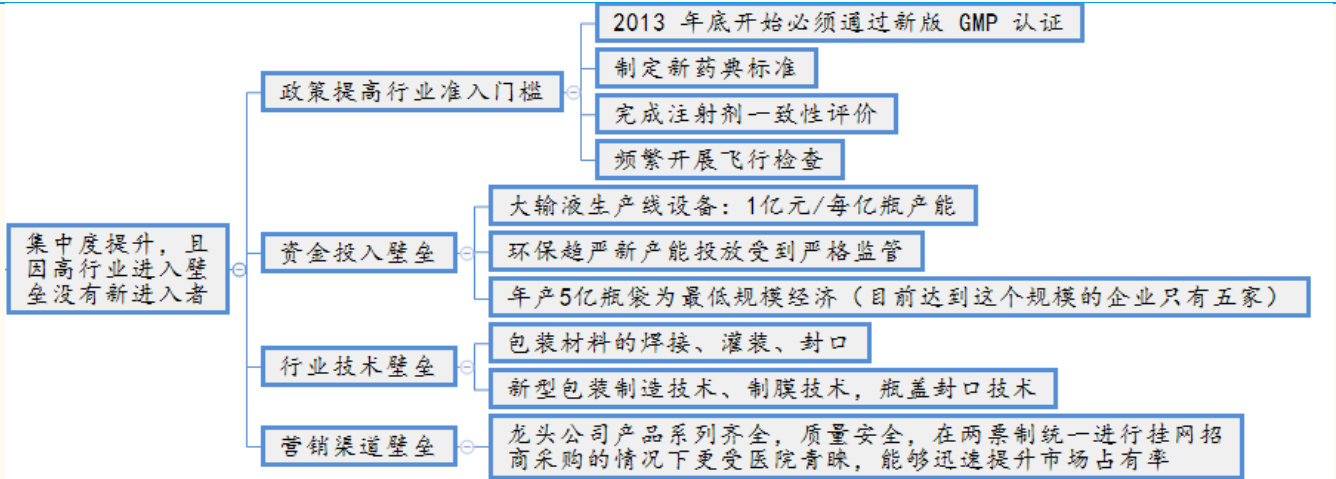 集中度提升，且
因高行业进入壁
垒没有新进入者
政策提高行业准入门槛
2013 年底开始必须通过新版 GMP 认证
制定新药典标准
完成注射剂一致性评价
频繁开展飞行检查
资金投入壁垒
大输液生产线设备：1亿元/每亿瓶产能
环保趋严新产能投放受到严格监管
年产5亿瓶袋为最低规模经济（目前达到这个规模的企业只有五家）
行业技术壁垒
包装材料的焊接、灌装、封口
新型包装制造技术、制膜技术，瓶盖封口技术
营销渠道壁垒
龙头公司产品系列齐全，质量安全，在两票制统一进行挂网招
商采购的情况下更受医院青睐，能够迅速提升市场占有率